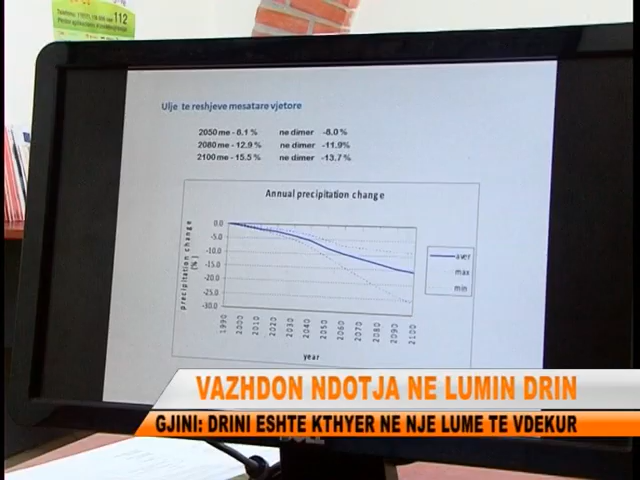 112
Ulje te reshjeve mesatare vjetore
2050 me - 8.1 % ne dimer -8.0 %
2080 me - 12.9 % ne dimer -11.9%
2100 me - 15.5 % ne dimer -13.7 %
Annual precipitation change
precipitation change
(%)
0.0
-5.0
-10.0
-15.0
-20.0
-25.0
-30.0
1990 2000 2010 2020 2030 2040 2050 2060 2070 2080 2090 2100
year
aver
max
min
VAZHDON NDOTJA NE LUMIN DRIN
GJINI: DRINI ESHTE KTHYER NE NJE LUME TE VDEKUR
DELL